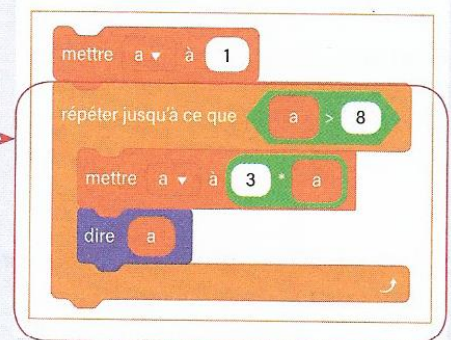 mettre a ▾ à 1
répéter jusqu'à ce que a > 8
mettre a ▾ à 3 * a
dire a